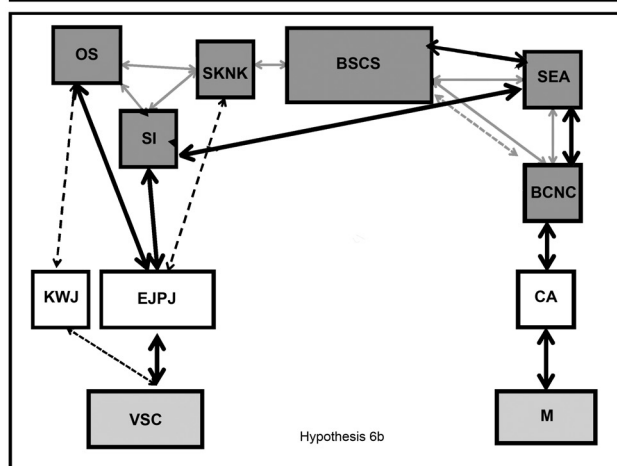 OS
SKNK
BSCS
SEA
SI
BCNC
KWJ
EJPJ
CA
VSC
M
Hypothesis 6b